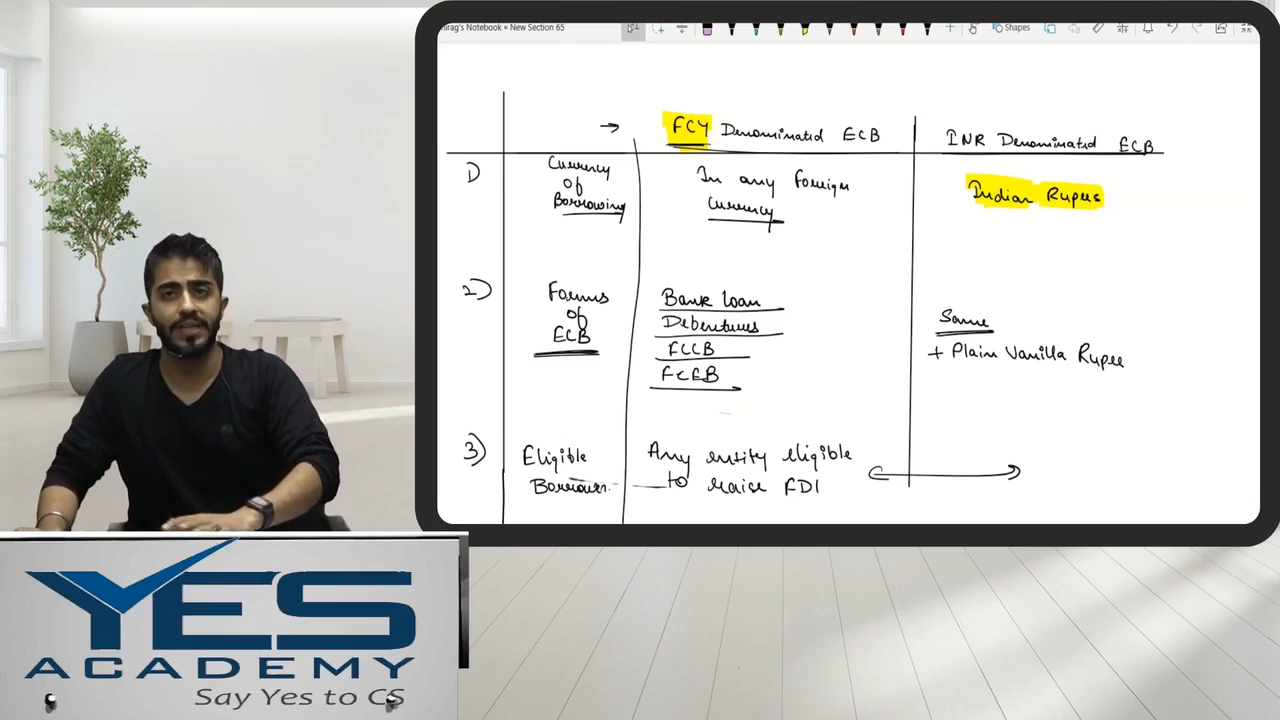 irag's Notebook » New Section 65
Shapes
→ FCY Denominated ECB
INR Denominated ECB
1) Currency of Borrowing
In any Foreign
Currency
Indian Rupees
2) Forms
of
ECB
Bank loan
Debentures
FCCB
FCEB
Same
+ Plain Vanilla Rupee
3) Eligible
Borrowers.
Any entity eligible
to raise FDI
YES
ACADEMY
Say Yes to CS